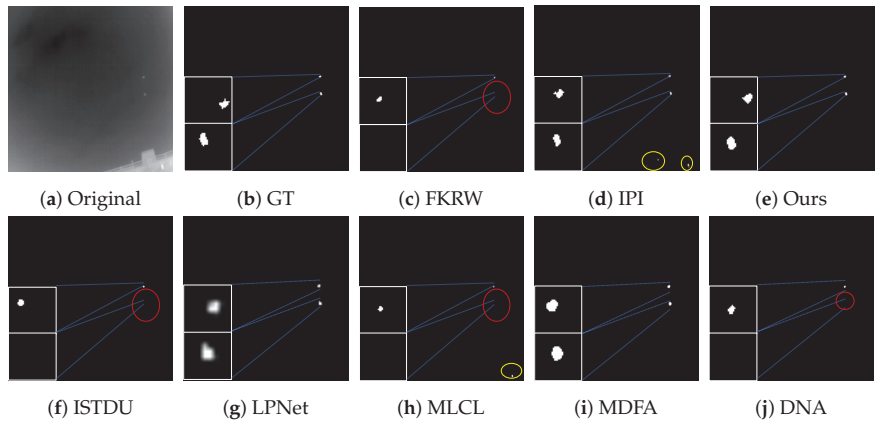 (a) Original
(b) GT
(c) FKRW
(d) IPI
(e) Ours
(f) ISTDU
(g) LPNet
(h) MLCL
(i) MDFA
(j) DNA